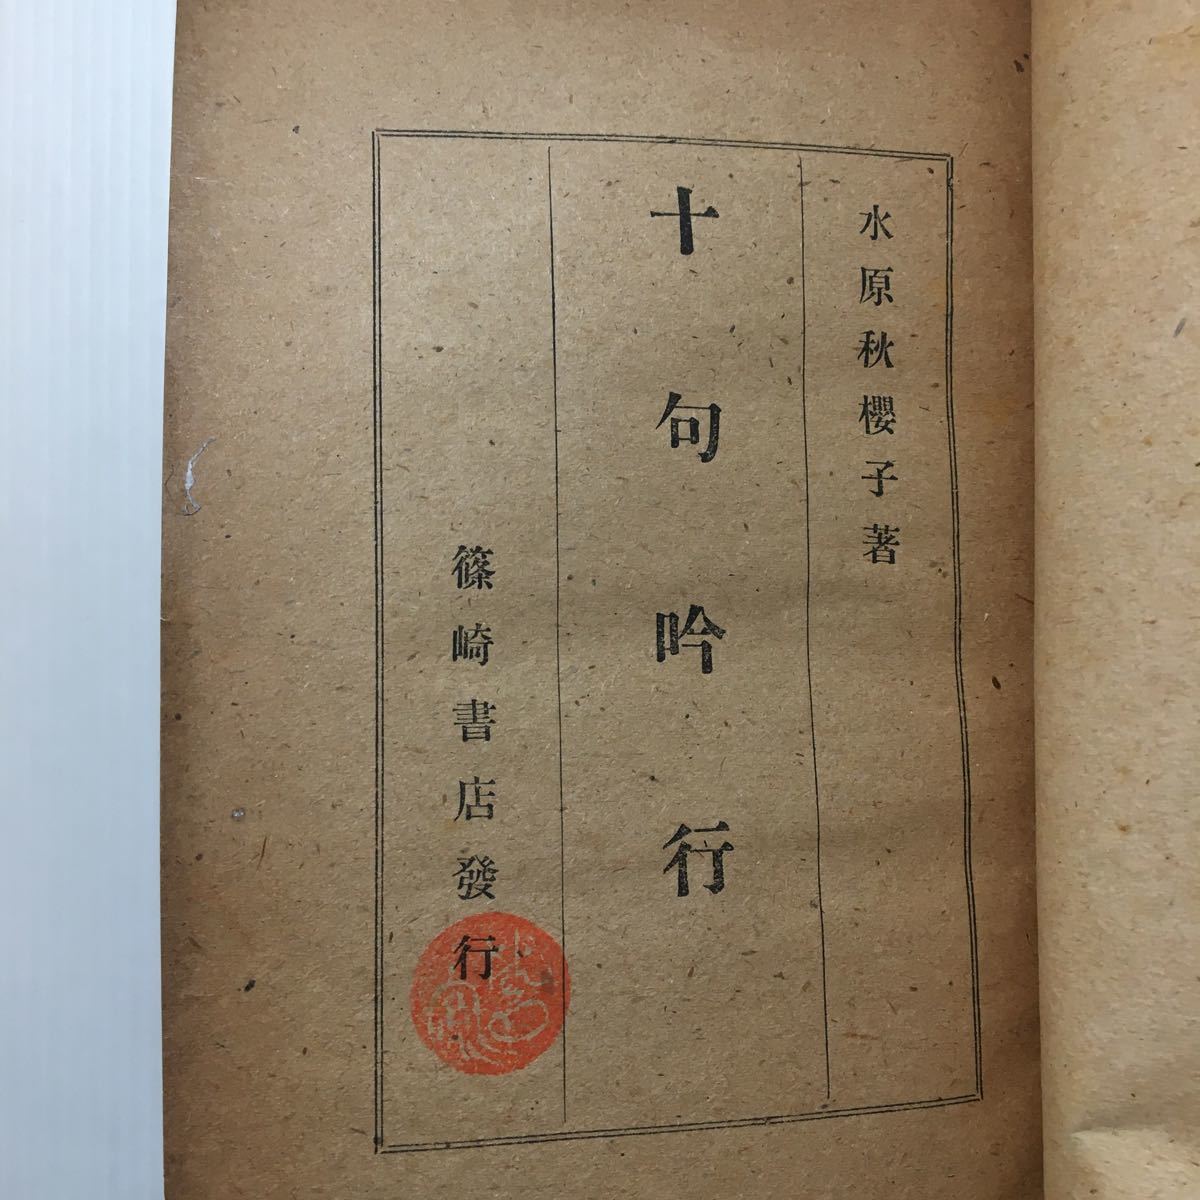 水原秋櫻子著
十句吟行
篠崎書店發行